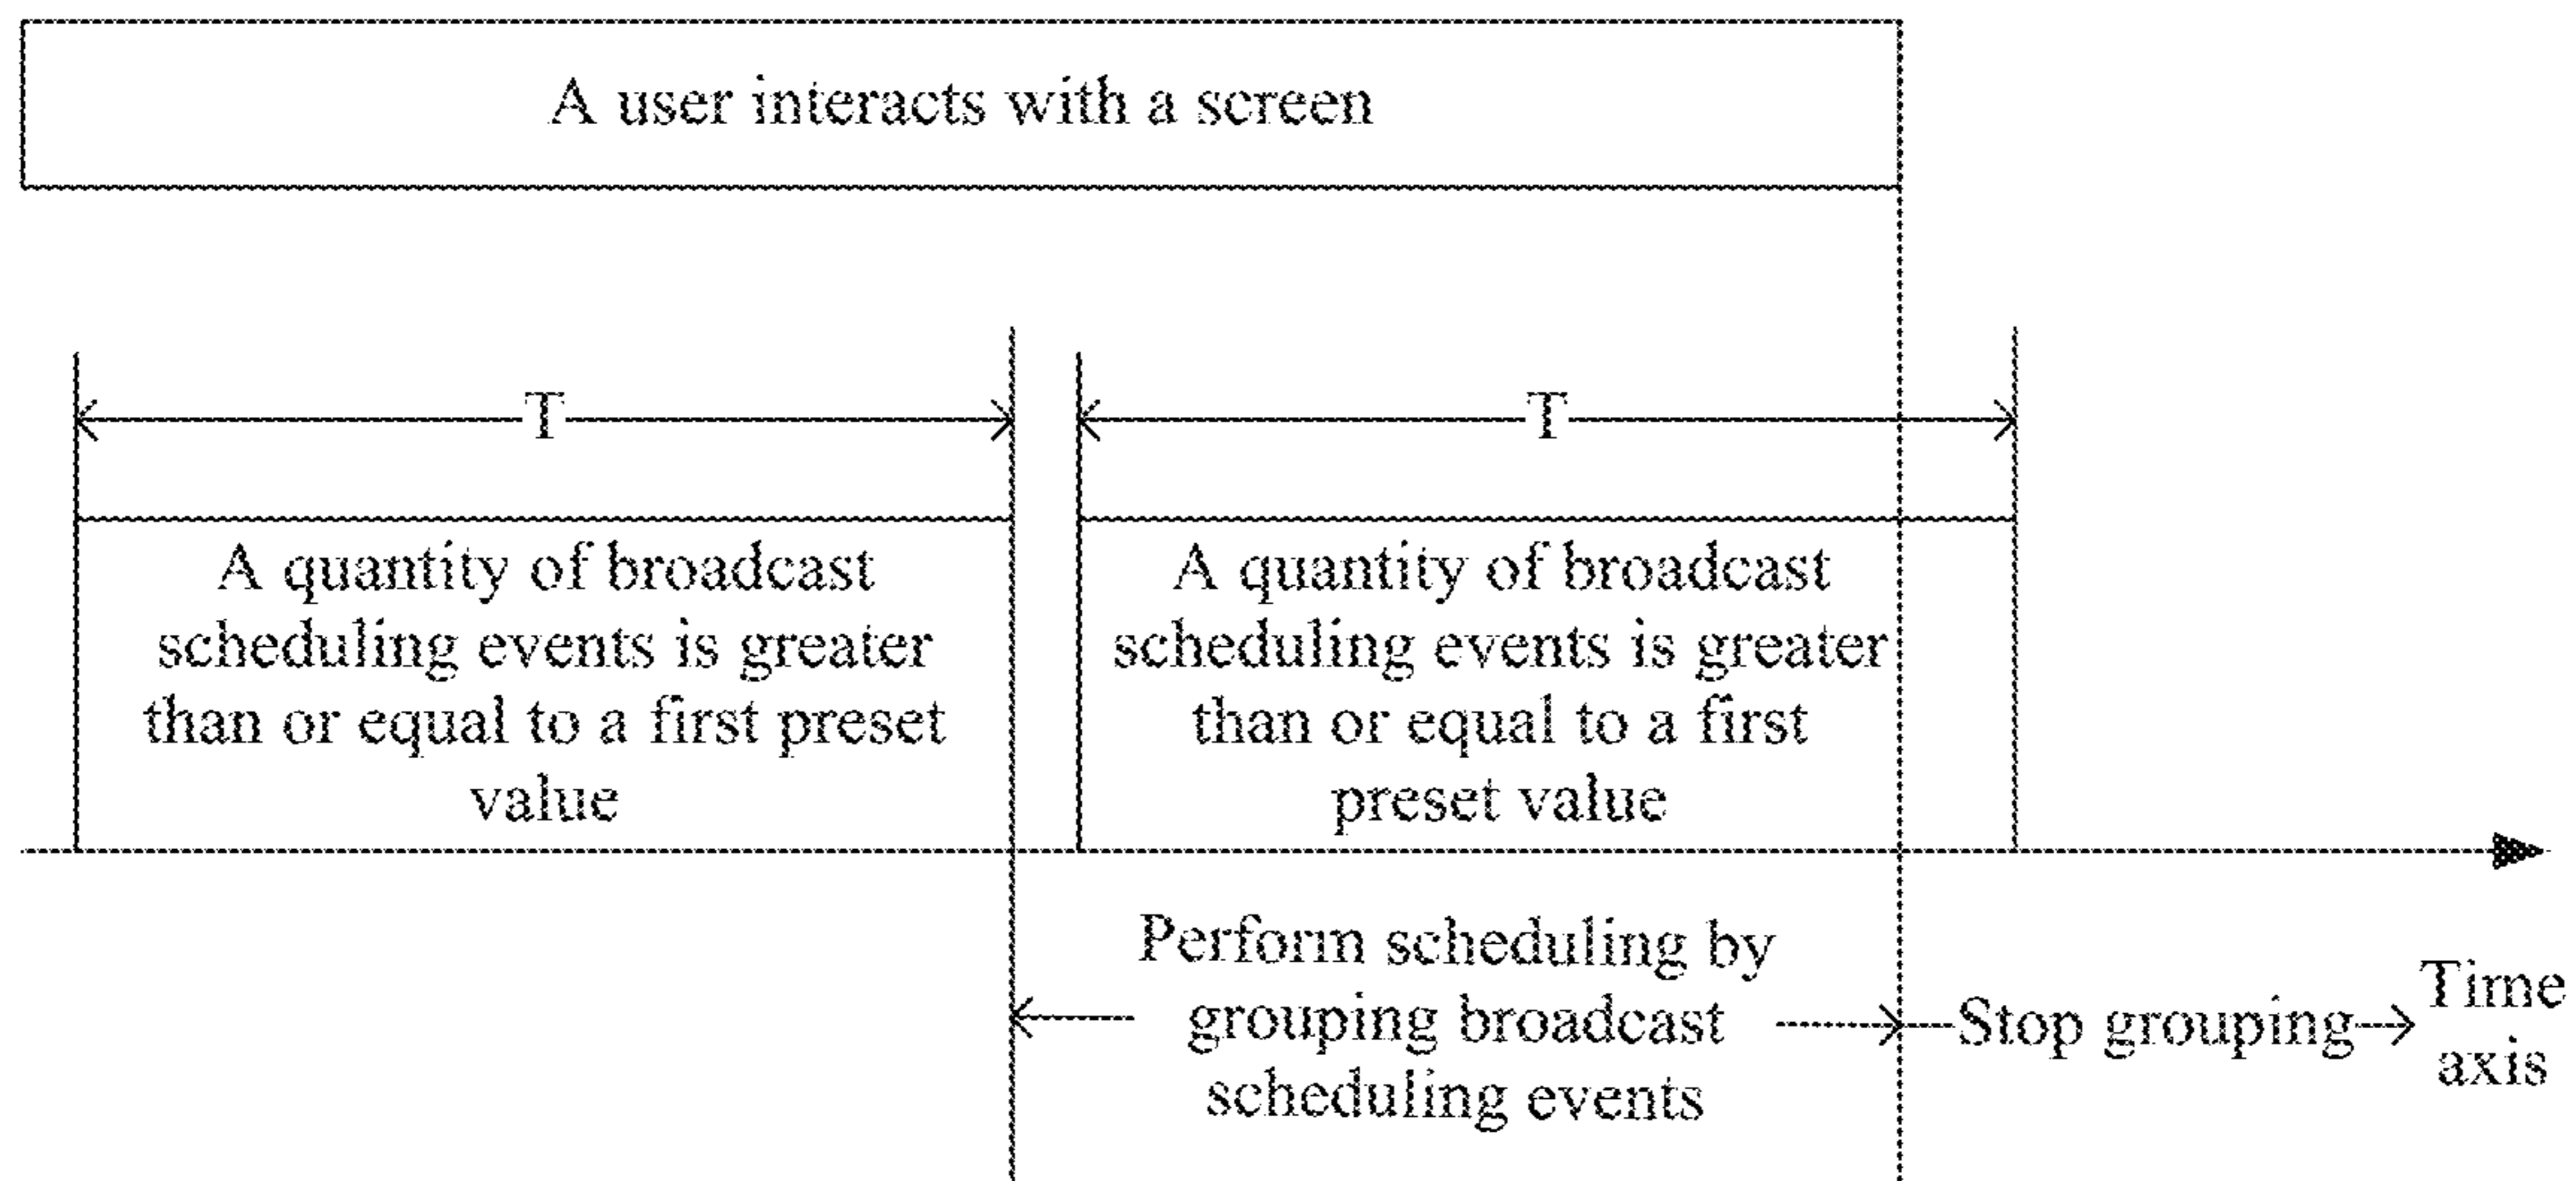 A user interacts with a screen
T
T
A quantity of broadcast
scheduling events is greater
than or equal to a first preset
value
A quantity of broadcast
scheduling events is greater
than or equal to a first
preset value
Perform scheduling by
grouping broadcast
scheduling events
Stop grouping
Time
axis